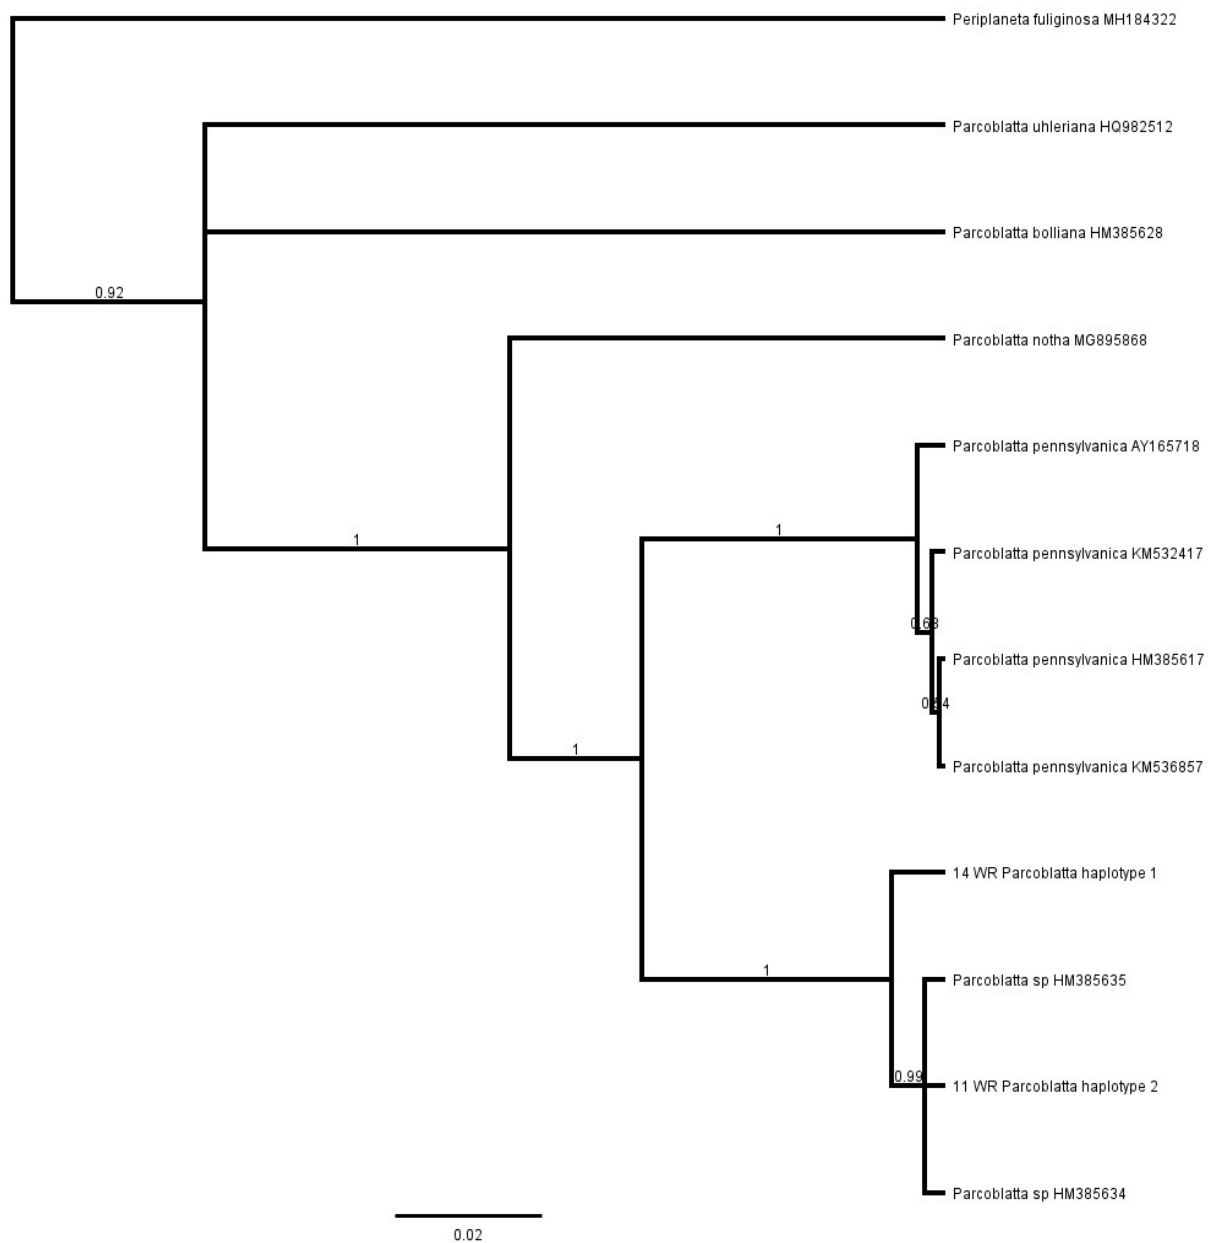 Periplaneta fuliginosa MH184322
Parcoblatta uhleriana HQ982512
Parcoblatta bolliana HM385628
0.92
Parcoblatta notha MG895868
Parcoblatta pennsylvanica AY165718
1
1
Parcoblatta pennsylvanica KM532417
0.63
Parcoblatta pennsylvanica HM385617
1
Parcoblatta pennsylvanica KM536857
14 WR Parcoblatta haplotype 1
1
Parcoblatta sp HM385635
0.99
11 WR Parcoblatta haplotype 2
Parcoblatta sp HM385634
0.02